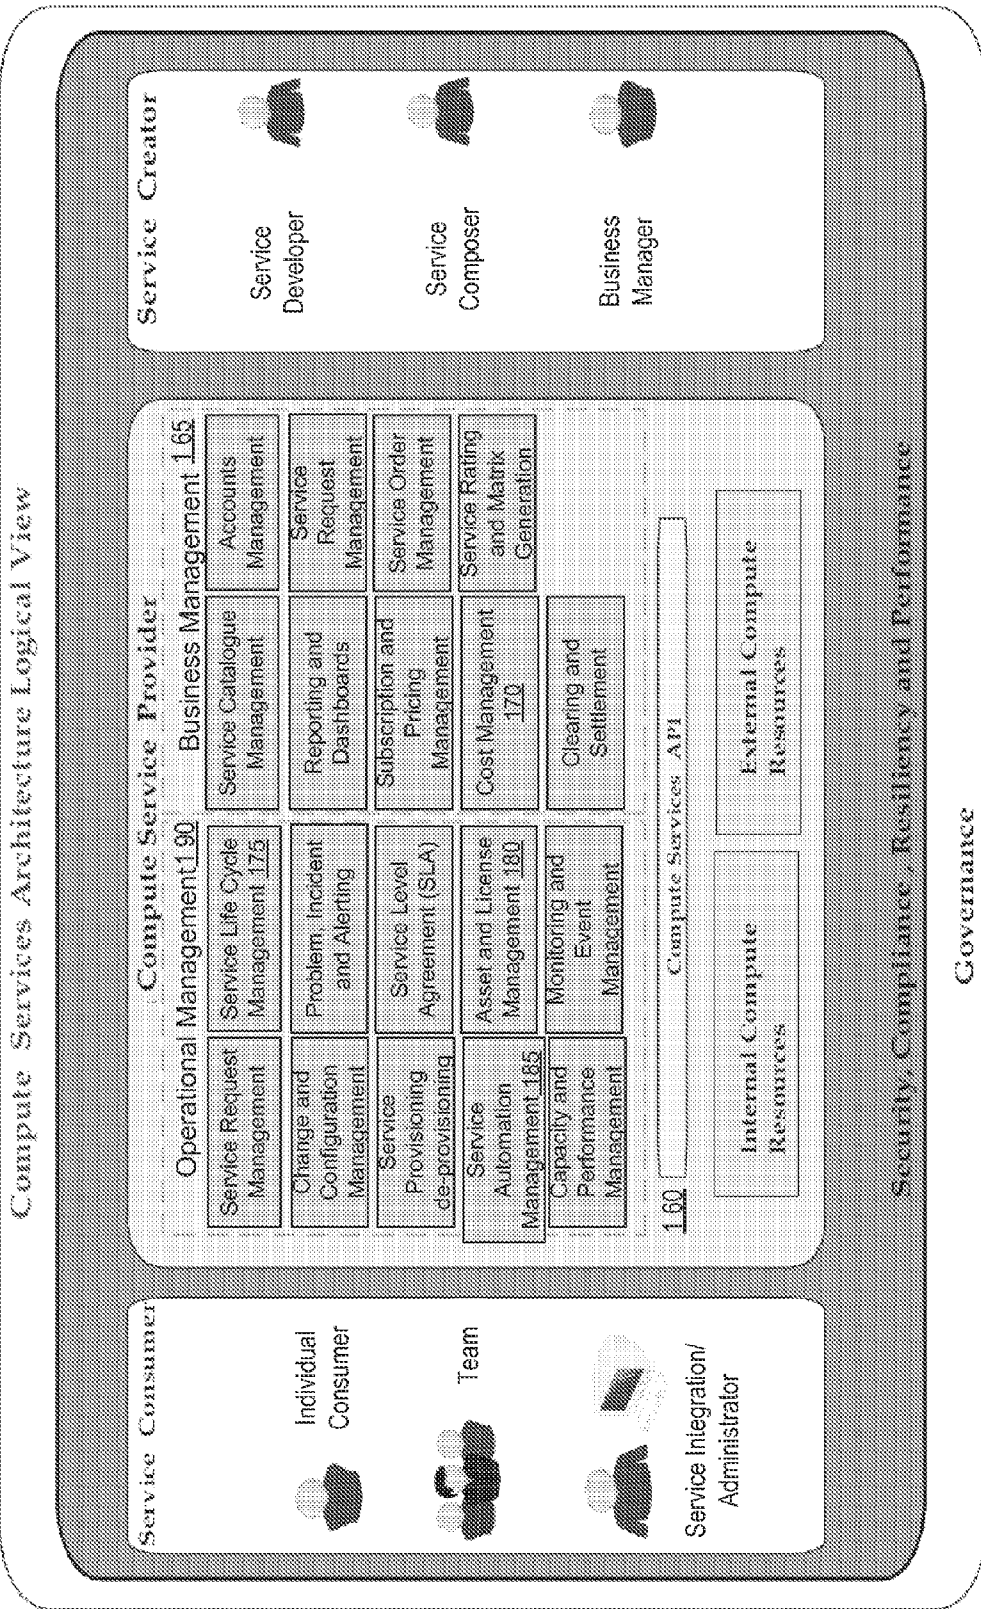 Compute Services Architecture Logical View
Service Consumer
Individual
Consumer
Team
Service Integration/
Administrator
Compute Service Provider
Operational Management 190
Service Request
Management
Service Life Cycle
Management 175
Change and
Configuration
Management
Problem, Incident
and Alerting
Service
Provisioning
de-provisioning
Service Level
Agreement (SLA)
Service
Automation
Management 185
Asset and License
Management 180
Capacity and
Performance
Management
Monitoring and
Event
Management
Business Management 165
Service Catalogue
Management
Accounts
Management
Reporting and
Dashboards
Service
Request
Management
Subscription and
Pricing
Management
Service Order
Management
Cost Management
170
Service Rating
and Matrix
Generation
Clearing and
Settlement
160
Compute Services API
Internal Compute
Resources
External Compute
Resources
Service Creator
Service
Developer
Service
Composer
Business
Manager
Security, Compliance, Resiliency and Performance
Governance